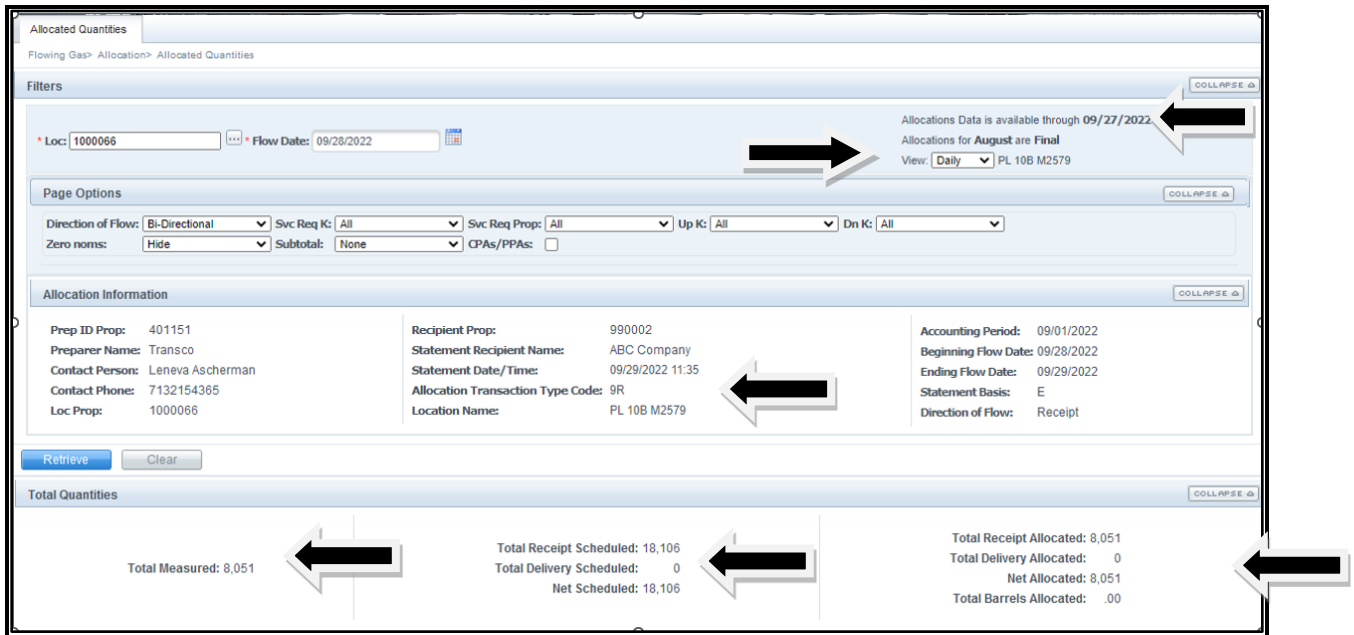 Allocated Quantities
Flowing Gas> Allocation> Allocated Quantities
Filters
COLLAPSE
* Loc: 1000066 ... * Flow Date: 09/28/2022
Allocations Data is available through 09/27/2022
Allocations for August are Final
View: Daily PL 10B M2579
Page Options
COLLAPSE
Direction of Flow: Bi-Directional Svc Req K: All Svc Req Prop: All Up K: All Dn K: All
Zero noms: Hide Subtotal: None CPAs/PPAs:
Allocation Information
COLLAPSE
Prep ID Prop: 401151
Preparer Name: Transco
Contact Person: Leneva Ascherman
Contact Phone: 7132154365
Loc Prop: 1000066
Recipient Prop: 990002
Statement Recipient Name: ABC Company
Statement Date/Time: 09/29/2022 11:35
Allocation Transaction Type Code: 9R
Location Name: PL 10B M2579
Accounting Period: 09/01/2022
Beginning Flow Date: 09/28/2022
Ending Flow Date: 09/29/2022
Statement Basis: E
Direction of Flow: Receipt
Retrieve Clear
Total Quantities
COLLAPSE
Total Measured: 8,051
Total Receipt Scheduled: 18,106
Total Delivery Scheduled: 0
Net Scheduled: 18,106
Total Receipt Allocated: 8,051
Total Delivery Allocated: 0
Net Allocated: 8,051
Total Barrels Allocated: .00